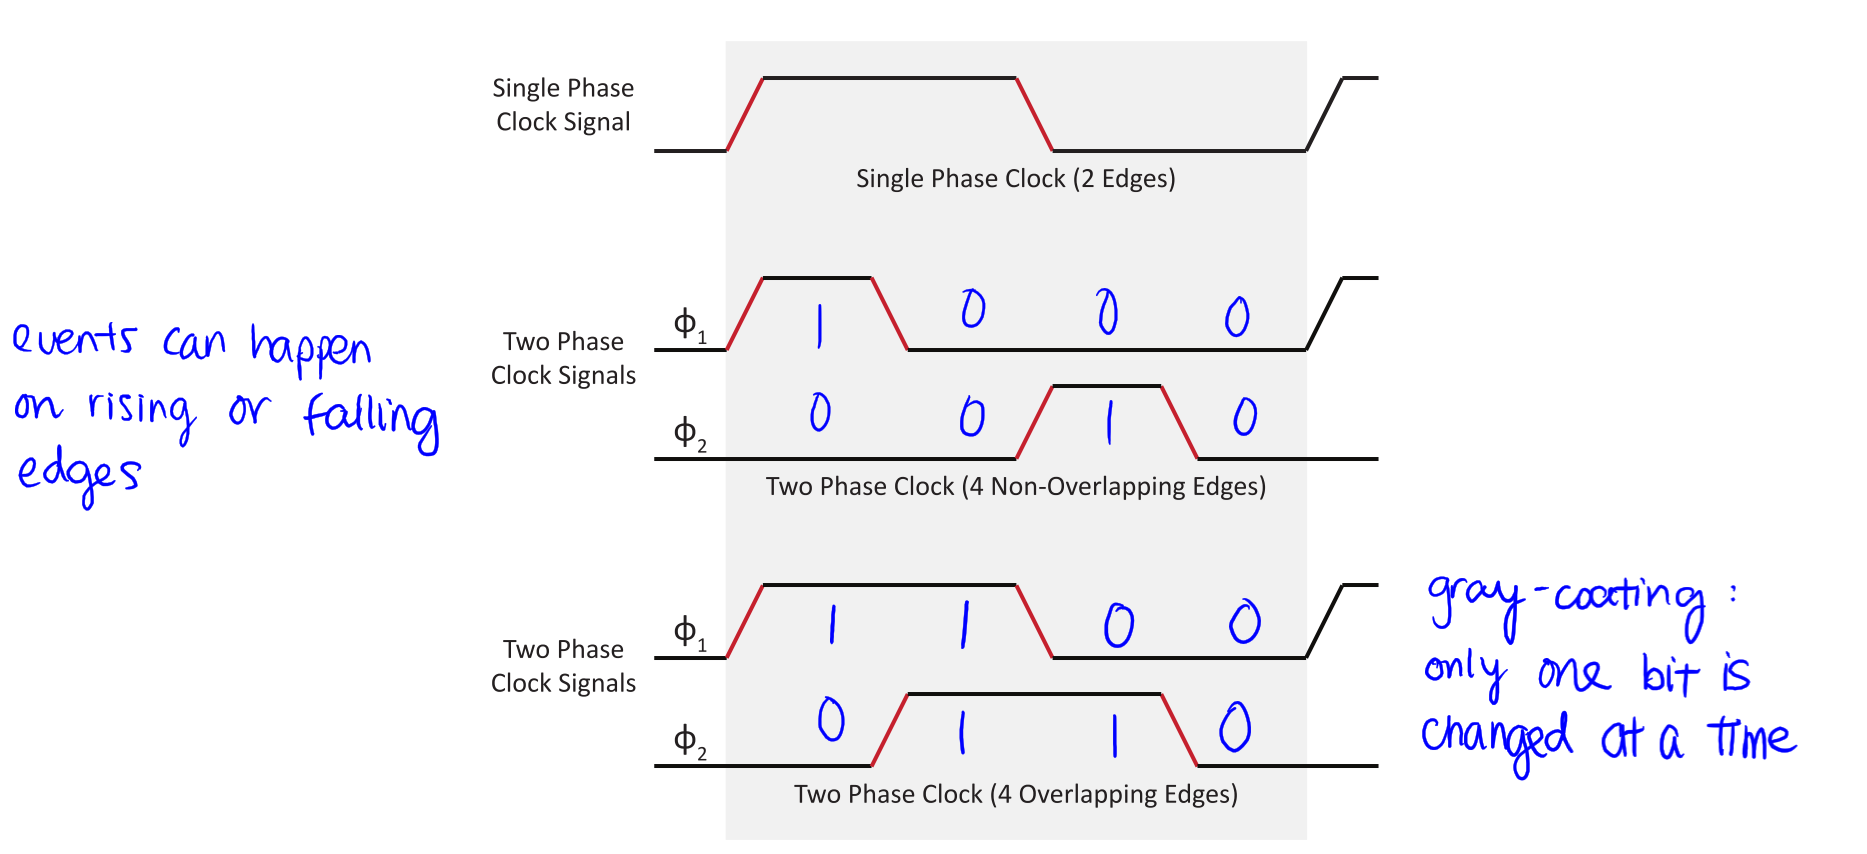 Single Phase
Clock Signal
Single Phase Clock (2 Edges)
events can happen
on rising or falling
edges
Two Phase
Clock Signals
ϕ1
1 0 0 0
ϕ2
0 0 1 0
Two Phase Clock (4 Non-Overlapping Edges)
Two Phase
Clock Signals
ϕ1
1 1 0 0
ϕ2
0 1 1 0
Two Phase Clock (4 Overlapping Edges)
gray-coating:
only one bit is
changed at a time